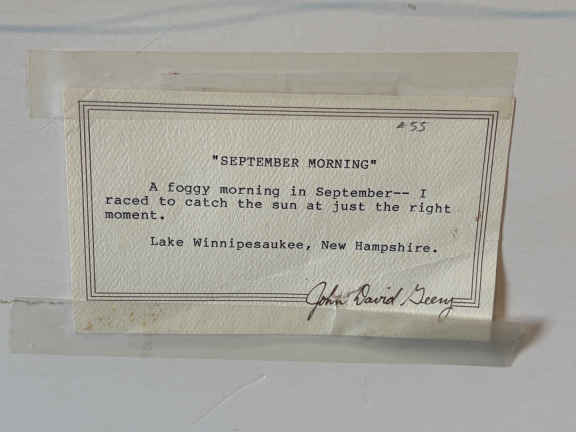 #55
"SEPTEMBER MORNING"
A foggy morning in September-- I
raced to catch the sun at just the right
moment.
Lake Winnipesaukee, New Hampshire.
John David Geery